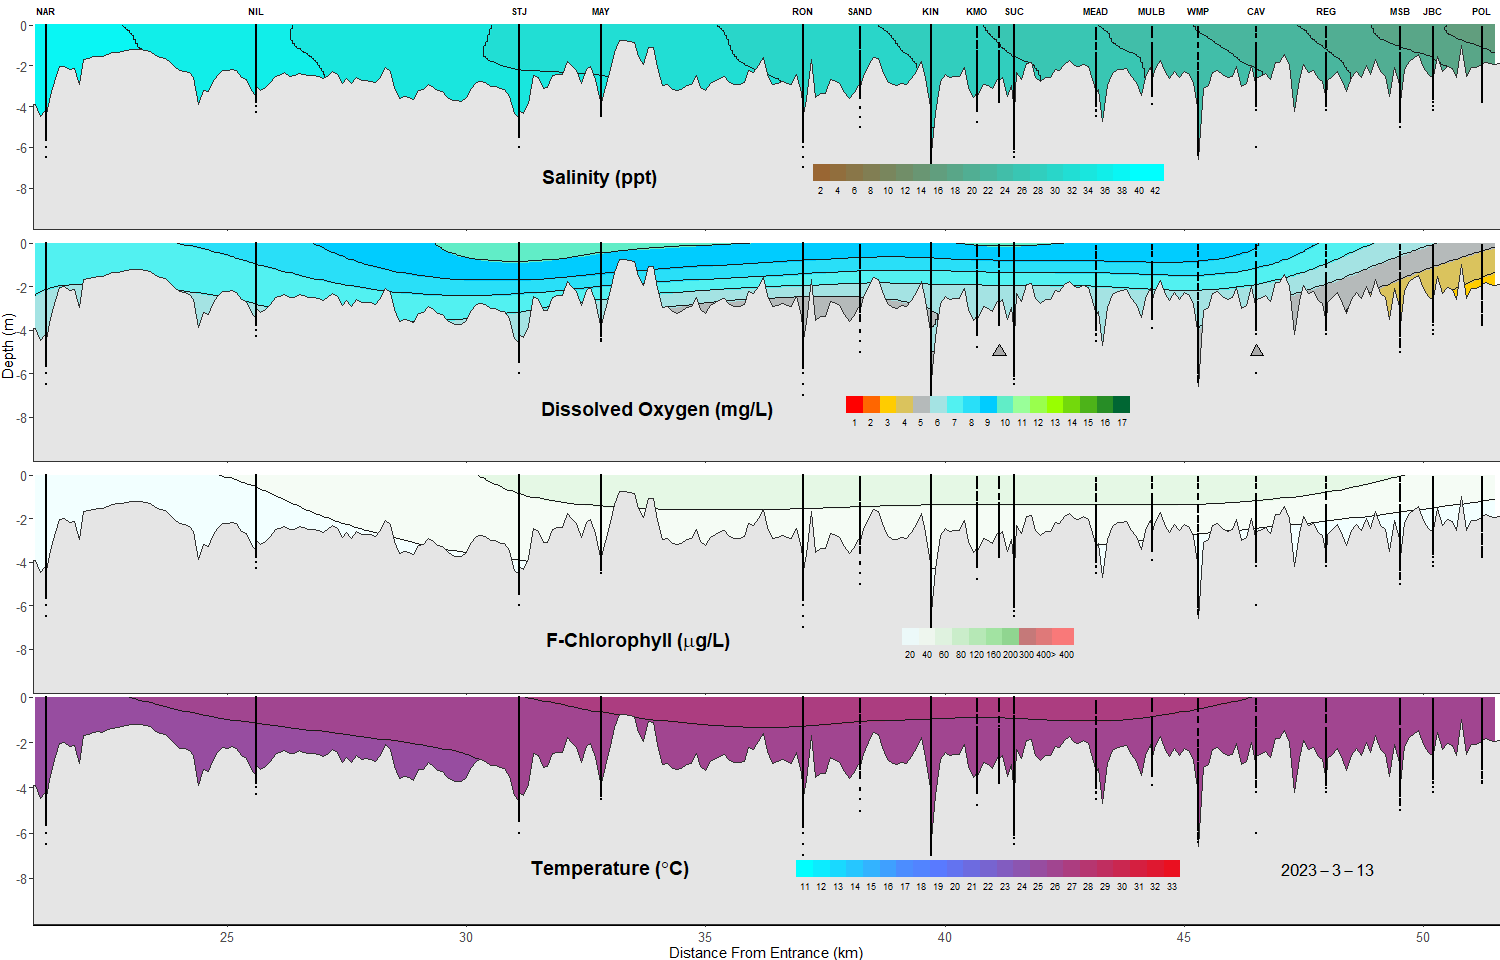 NAR NIL STJ MAY RON SAND KIN KMO SUC MEAD MULB WMP CAV REG MSB JBC POL
0
-2
-4
-6
-8
Salinity (ppt)
2 4 6 8 10 12 14 16 18 20 22 24 26 28 30 32 34 36 38 40 42
0
-2
-4
-6
-8
Dissolved Oxygen (mg/L)
1 2 3 4 5 6 7 8 9 10 11 12 13 14 15 16 17
Depth (m)
0
-2
-4
-6
-8
F-Chlorophyll (μg/L)
20 40 60 80 120 160 200 300 400> 400
0
-2
-4
-6
-8
Temperature (°C)
11 12 13 14 15 16 17 18 19 20 21 22 23 24 25 26 27 28 29 30 31 32 33
2023 – 3 – 13
25 30 35 40 45 50
Distance From Entrance (km)